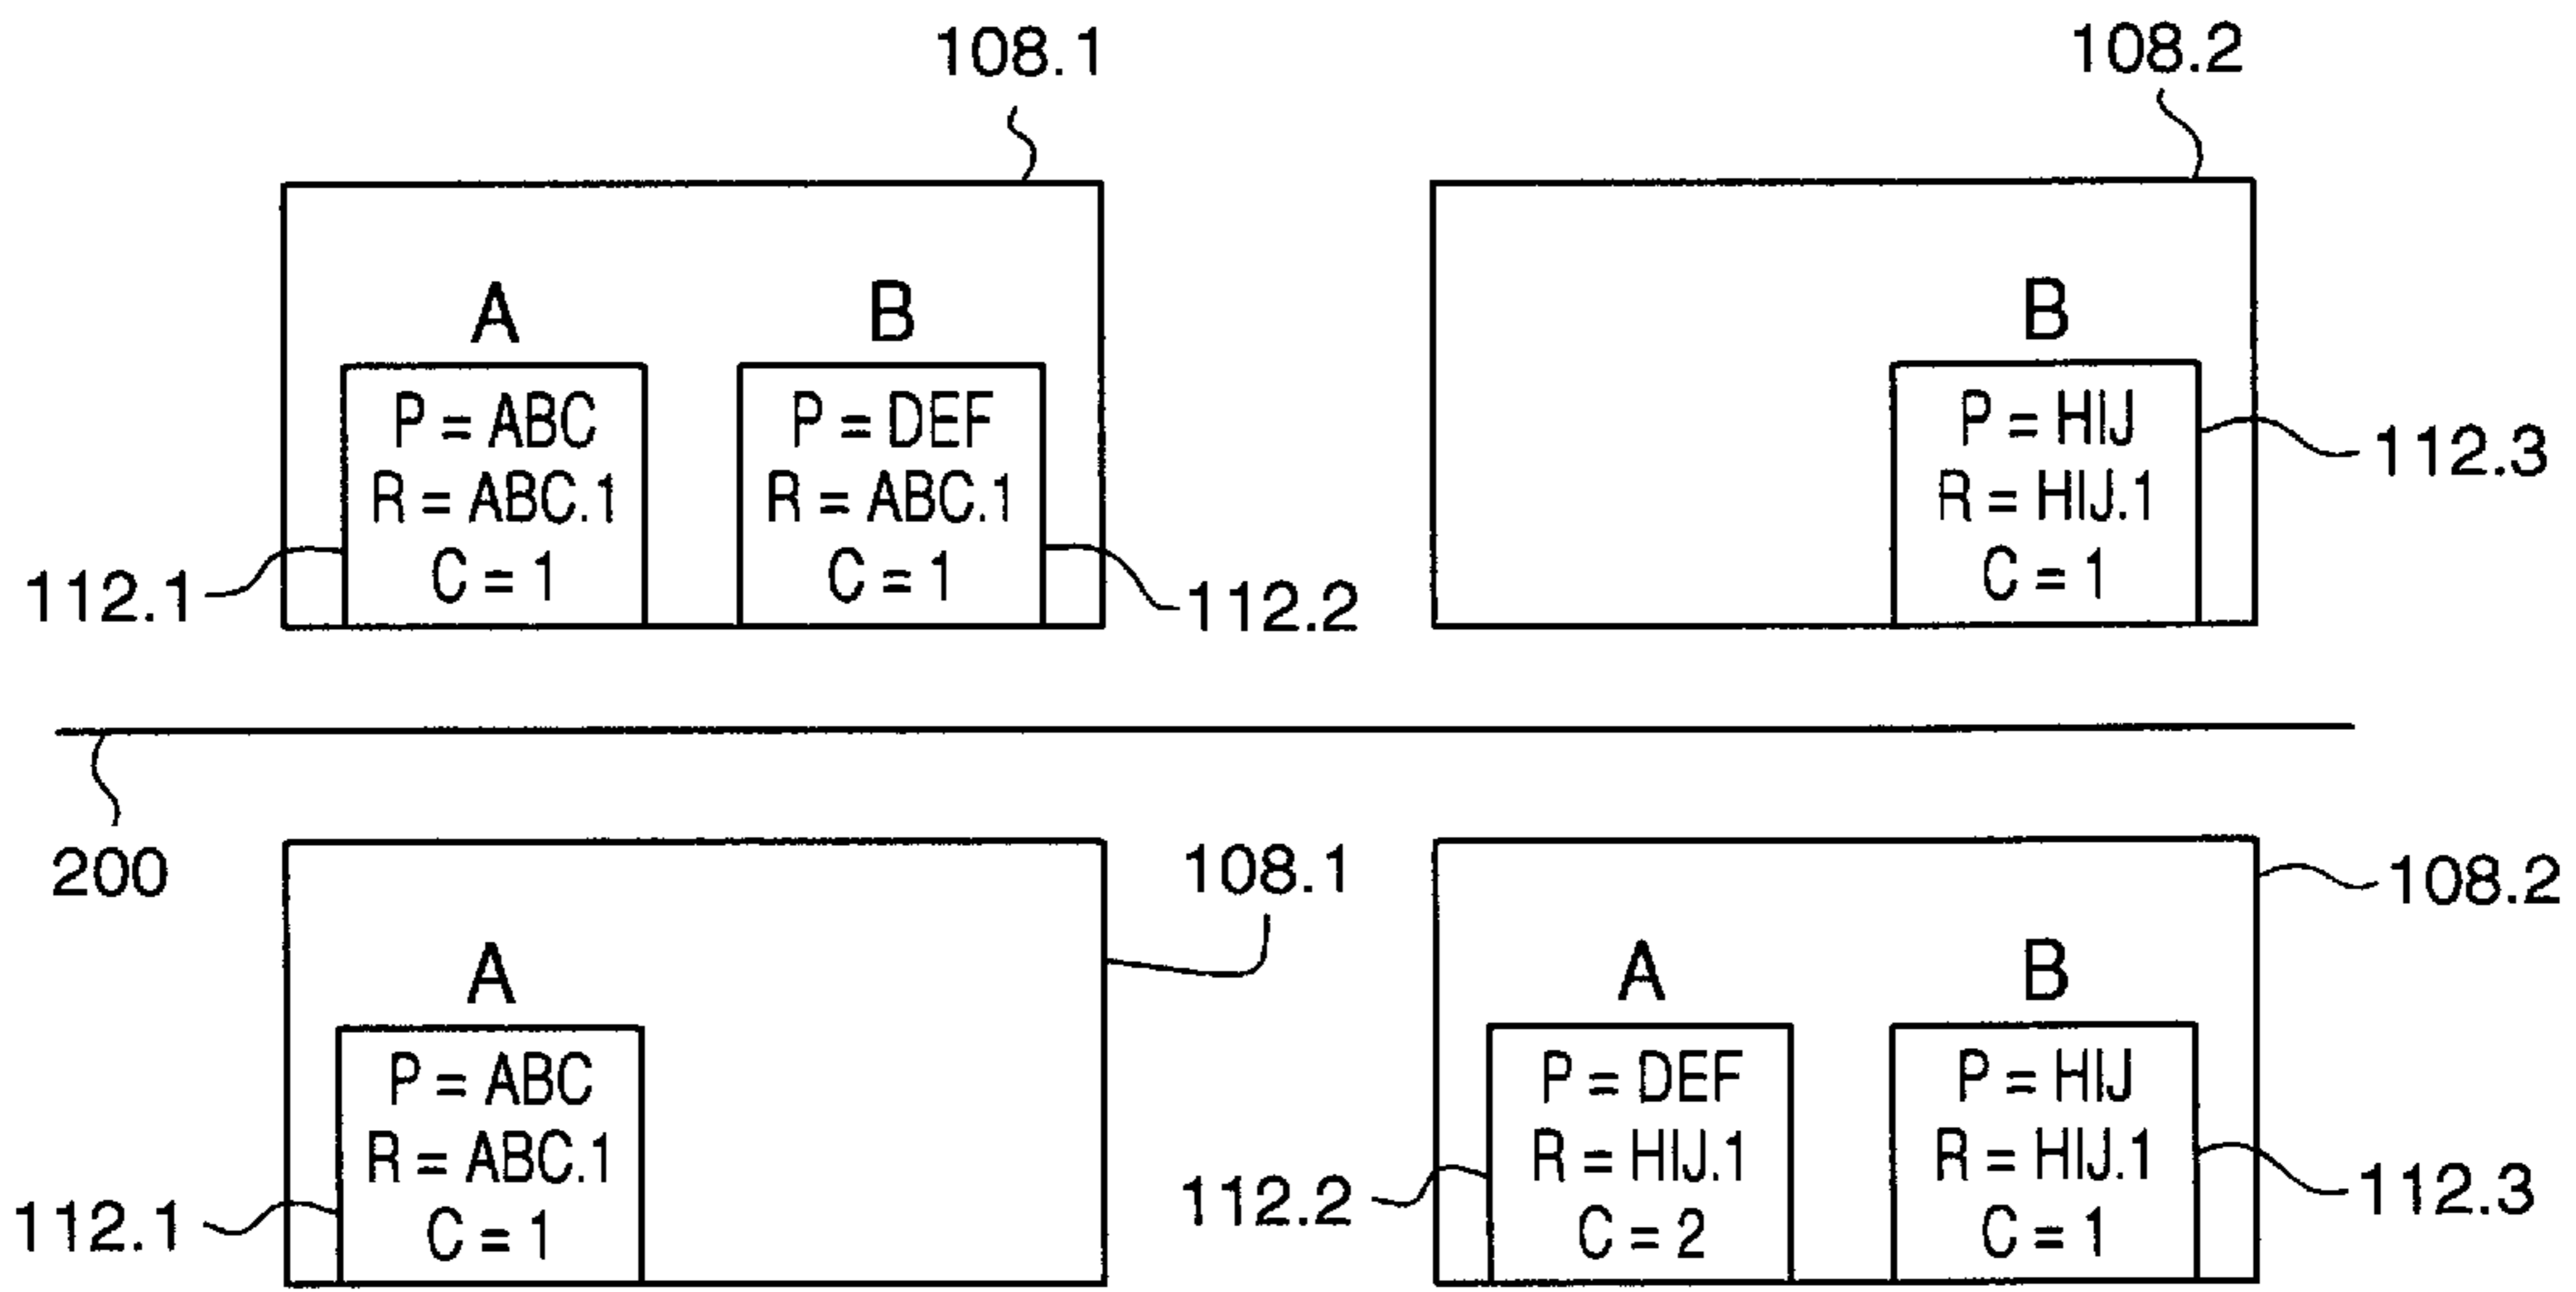 108.1
108.2
A
B
B
P = ABC
R = ABC.1
C = 1
P = DEF
R = ABC.1
C = 1
P = HIJ
R = HIJ.1
C = 1
112.1
112.2
112.3
200
108.1
108.2
A
A
B
P = ABC
R = ABC.1
C = 1
P = DEF
R = HIJ.1
C = 2
P = HIJ
R = HIJ.1
C = 1
112.1
112.2
112.3